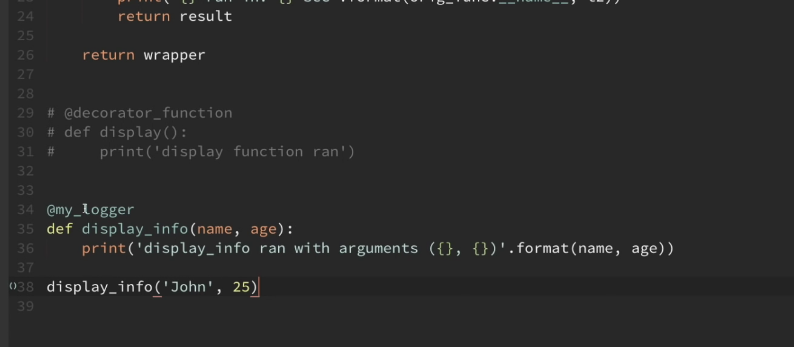 24 return result
25
26 return wrapper
27
28
29 # @decorator_function
30 # def display():
31 # print('display function ran')
32
33
34 @my_logger
35 def display_info(name, age):
36 print('display_info ran with arguments ({}, {})'.format(name, age))
37
38 display_info('John', 25)
39